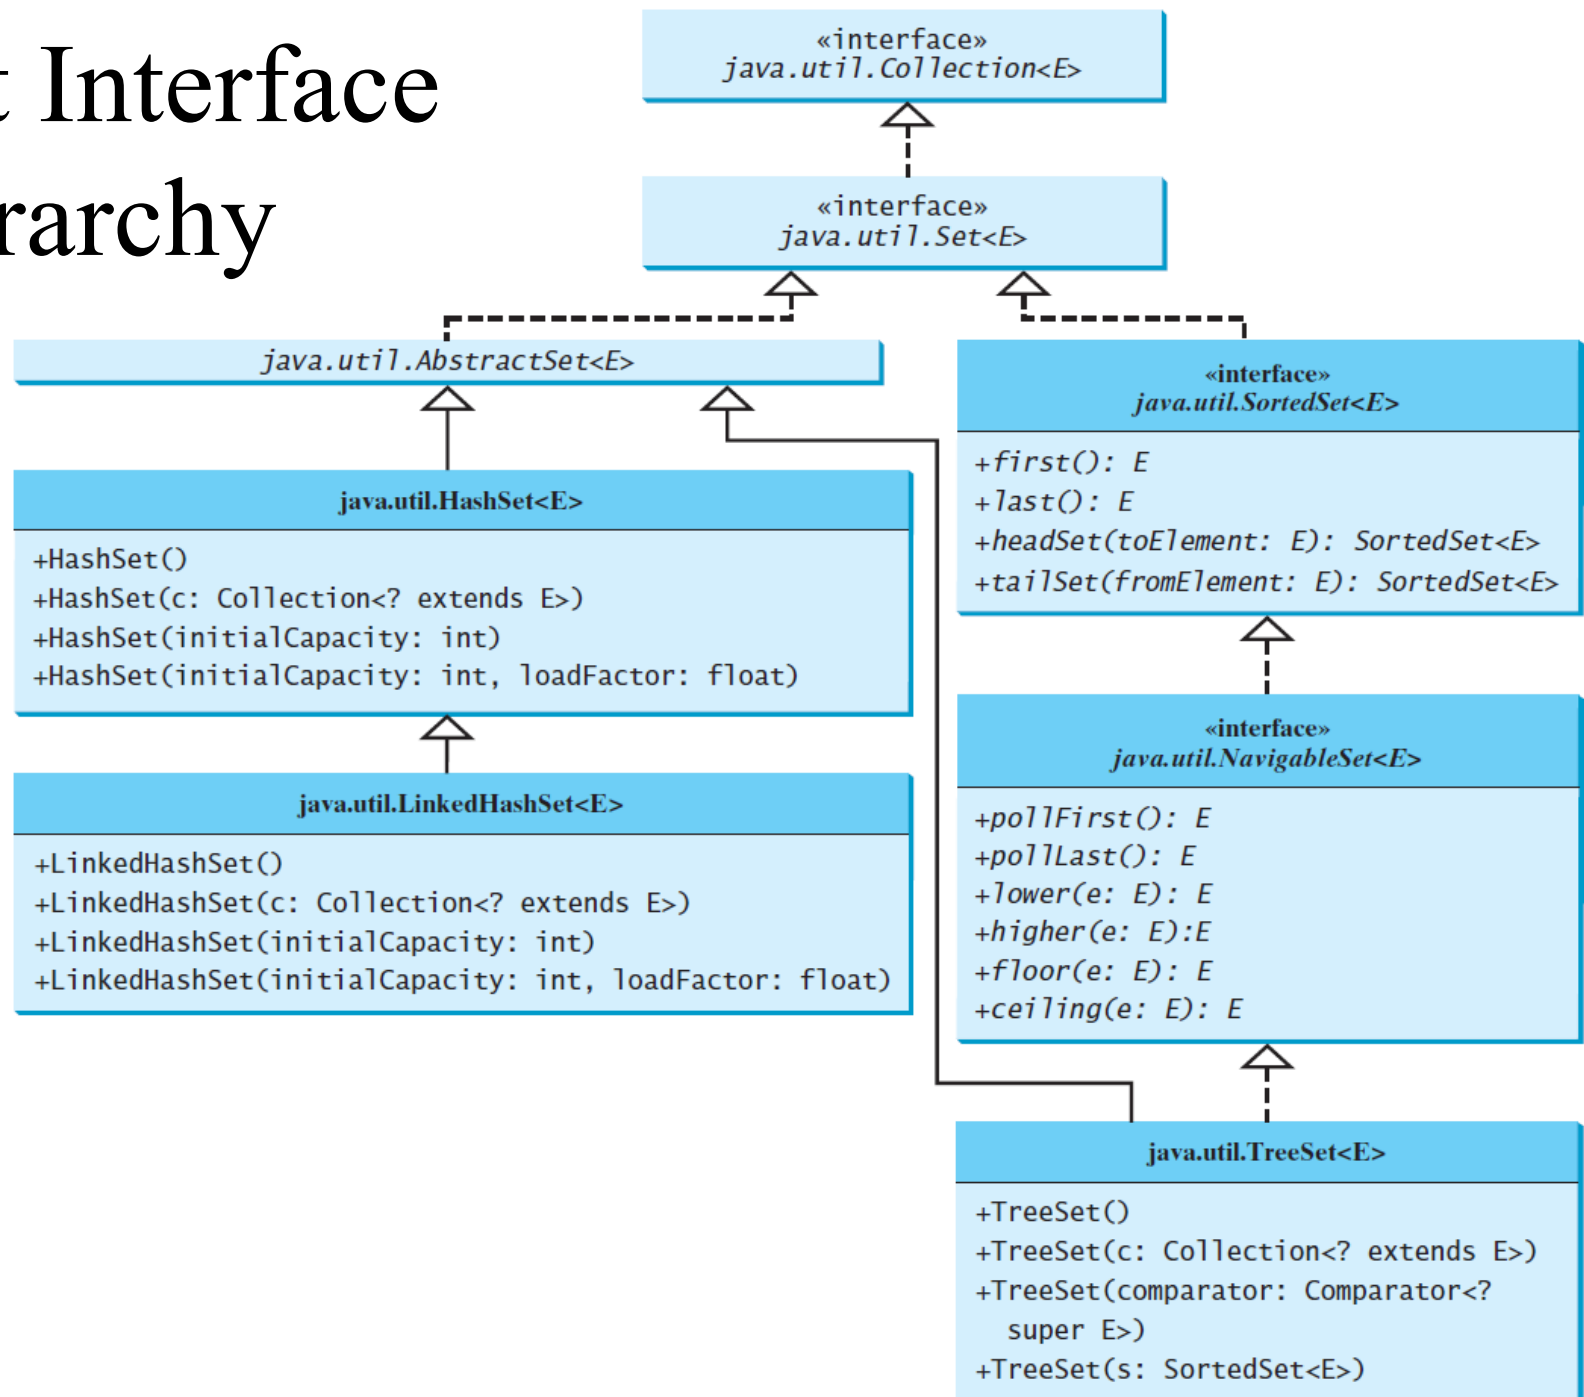 t Interface
rarchy
«interface»
java.util.Collection<E>
«interface»
java.util.Set<E>
java.util.AbstractSet<E>
java.util.HashSet<E>
+HashSet()
+HashSet(c: Collection<? extends E>)
+HashSet(initialCapacity: int)
+HashSet(initialCapacity: int, loadFactor: float)
java.util.LinkedHashSet<E>
+LinkedHashSet()
+LinkedHashSet(c: Collection<? extends E>)
+LinkedHashSet(initialCapacity: int)
+LinkedHashSet(initialCapacity: int, loadFactor: float)
«interface»
java.util.SortedSet<E>
+first(): E
+last(): E
+headSet(toElement: E): SortedSet<E>
+tailSet(fromElement: E): SortedSet<E>
«interface»
java.util.NavigableSet<E>
+pollFirst(): E
+pollLast(): E
+lower(e: E): E
+higher(e: E):E
+floor(e: E): E
+ceiling(e: E): E
java.util.TreeSet<E>
+TreeSet()
+TreeSet(c: Collection<? extends E>)
+TreeSet(comparator: Comparator<?
super E>)
+TreeSet(s: SortedSet<E>)